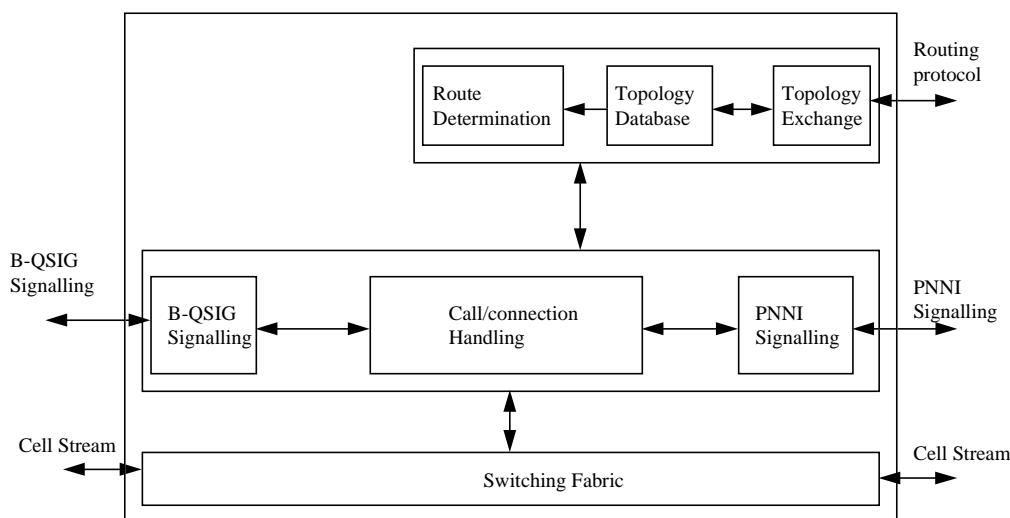 Routing
protocol
Route
Determination
Topology
Database
Topology
Exchange
B-QSIG
Signalling
B-QSIG
Signalling
Call/connection
Handling
PNNI
Signalling
PNNI
Signalling
Cell Stream
Switching Fabric
Cell Stream